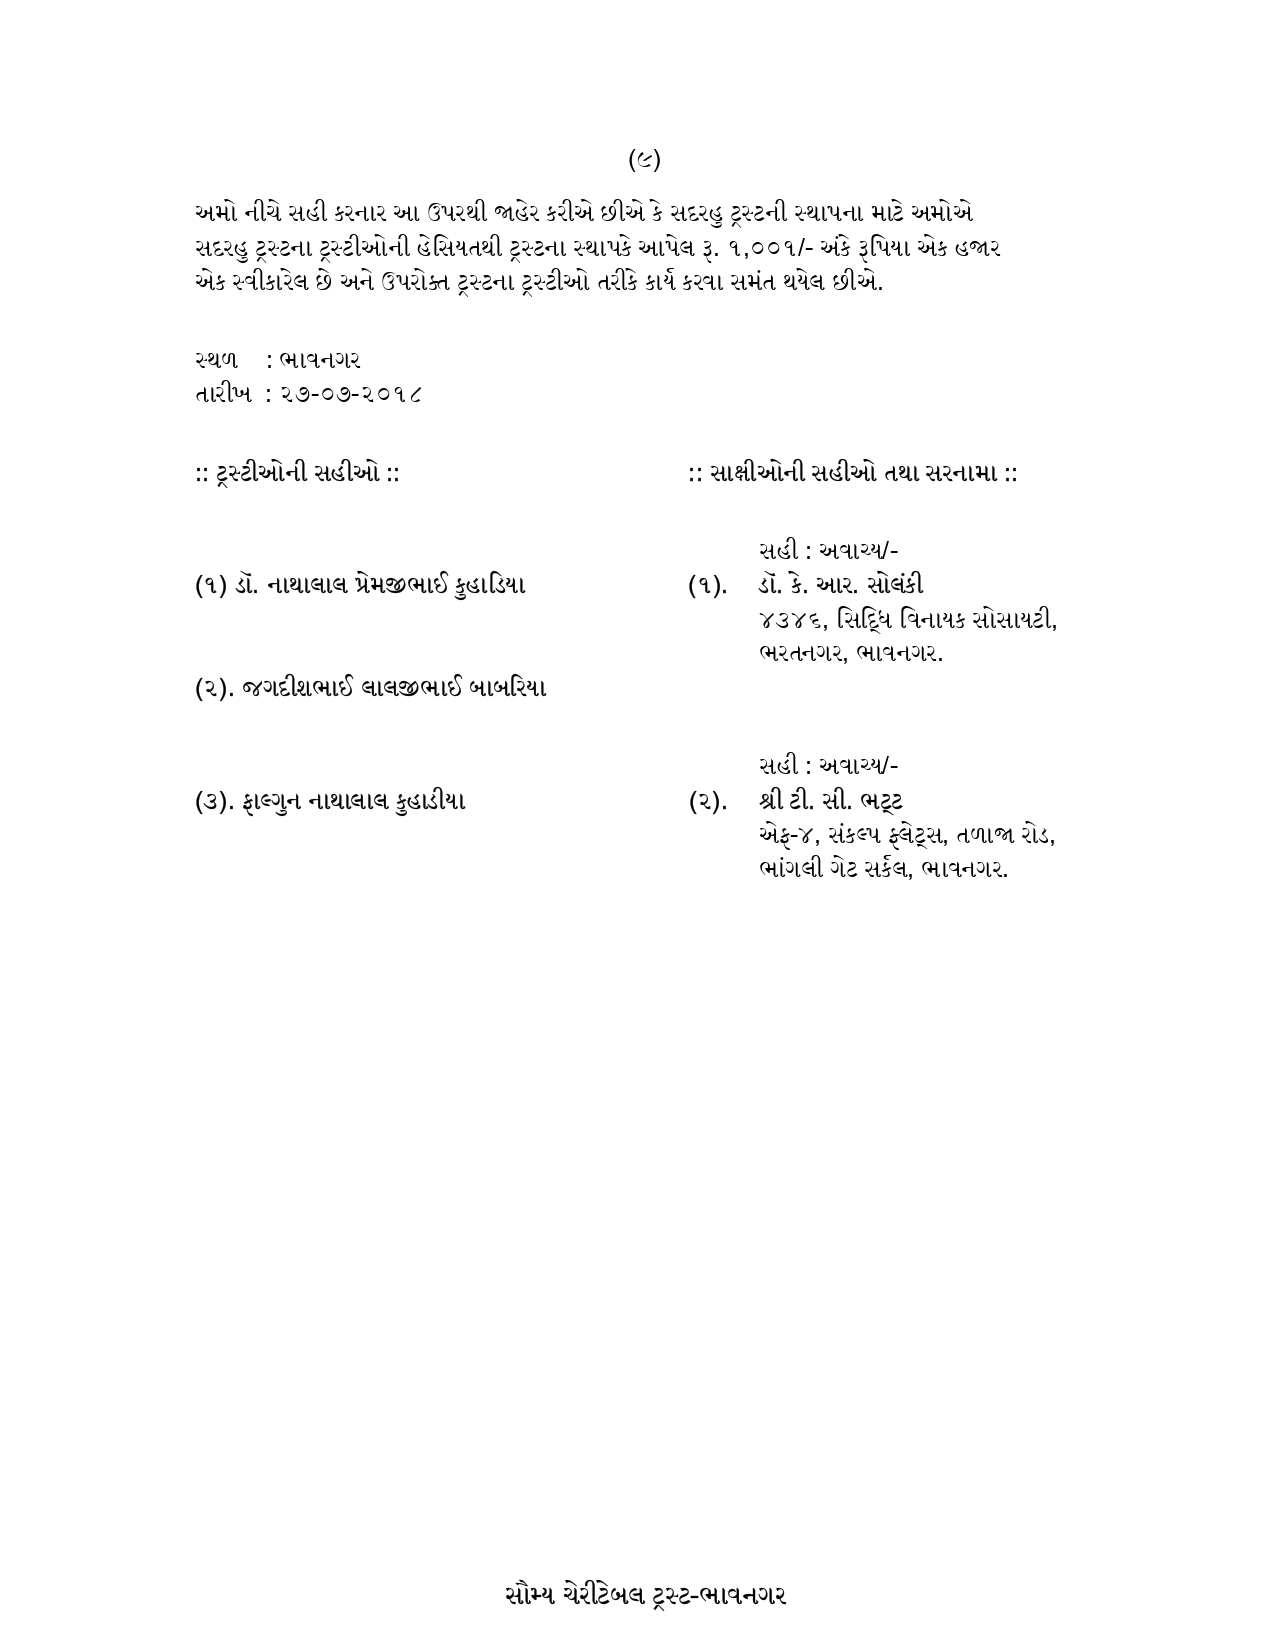 (૯)
અમો નીચે સહી કરનાર આ ઉપરથી જાહેર કરીએ છીએ કે સદરહુ ટ્રસ્ટની સ્થાપના માટે અમોએ
સદરહુ ટ્રસ્ટના ટ્રસ્ટીઓની હેસિયતથી ટ્રસ્ટના સ્થાપકે આપેલ રૂ. ૧,૦૦૧/- અંકે રૂપિયા એક હજાર
એક સ્વીકારેલ છે અને ઉપરોક્ત ટ્રસ્ટના ટ્રસ્ટીઓ તરીકે કાર્ય કરવા સમંત થયેલ છીએ.
સ્થળ : ભાવનગર
તારીખ : ૨૭-૦૭-૨૦૧૮
:: ટ્રસ્ટીઓની સહીઓ :: :: સાક્ષીઓની સહીઓ તથા સરનામા ::
સહી : અવાચ્ય/-
(૧) ડૉ. નાથાલાલ પ્રેમજીભાઈ કુહાડિયા (૧). ડૉ. કે. આર. સોલંકી
૪૩૪૬, સિદ્ધિ વિનાયક સોસાયટી,
ભરતનગર, ભાવનગર.
(૨). જગદીશભાઈ લાલજીભાઈ બાબરિયા
સહી : અવાચ્ય/-
(૩). ફાલ્ગુન નાથાલાલ કુહાડીયા (૨). શ્રી ટી. સી. ભટ્ટ
એફ-૪, સંકલ્પ ફ્લેટ્સ, તળાજા રોડ,
ભાંગલી ગેટ સર્કલ, ભાવનગર.
સૌમ્ય ચેરીટેબલ ટ્રસ્ટ-ભાવનગર